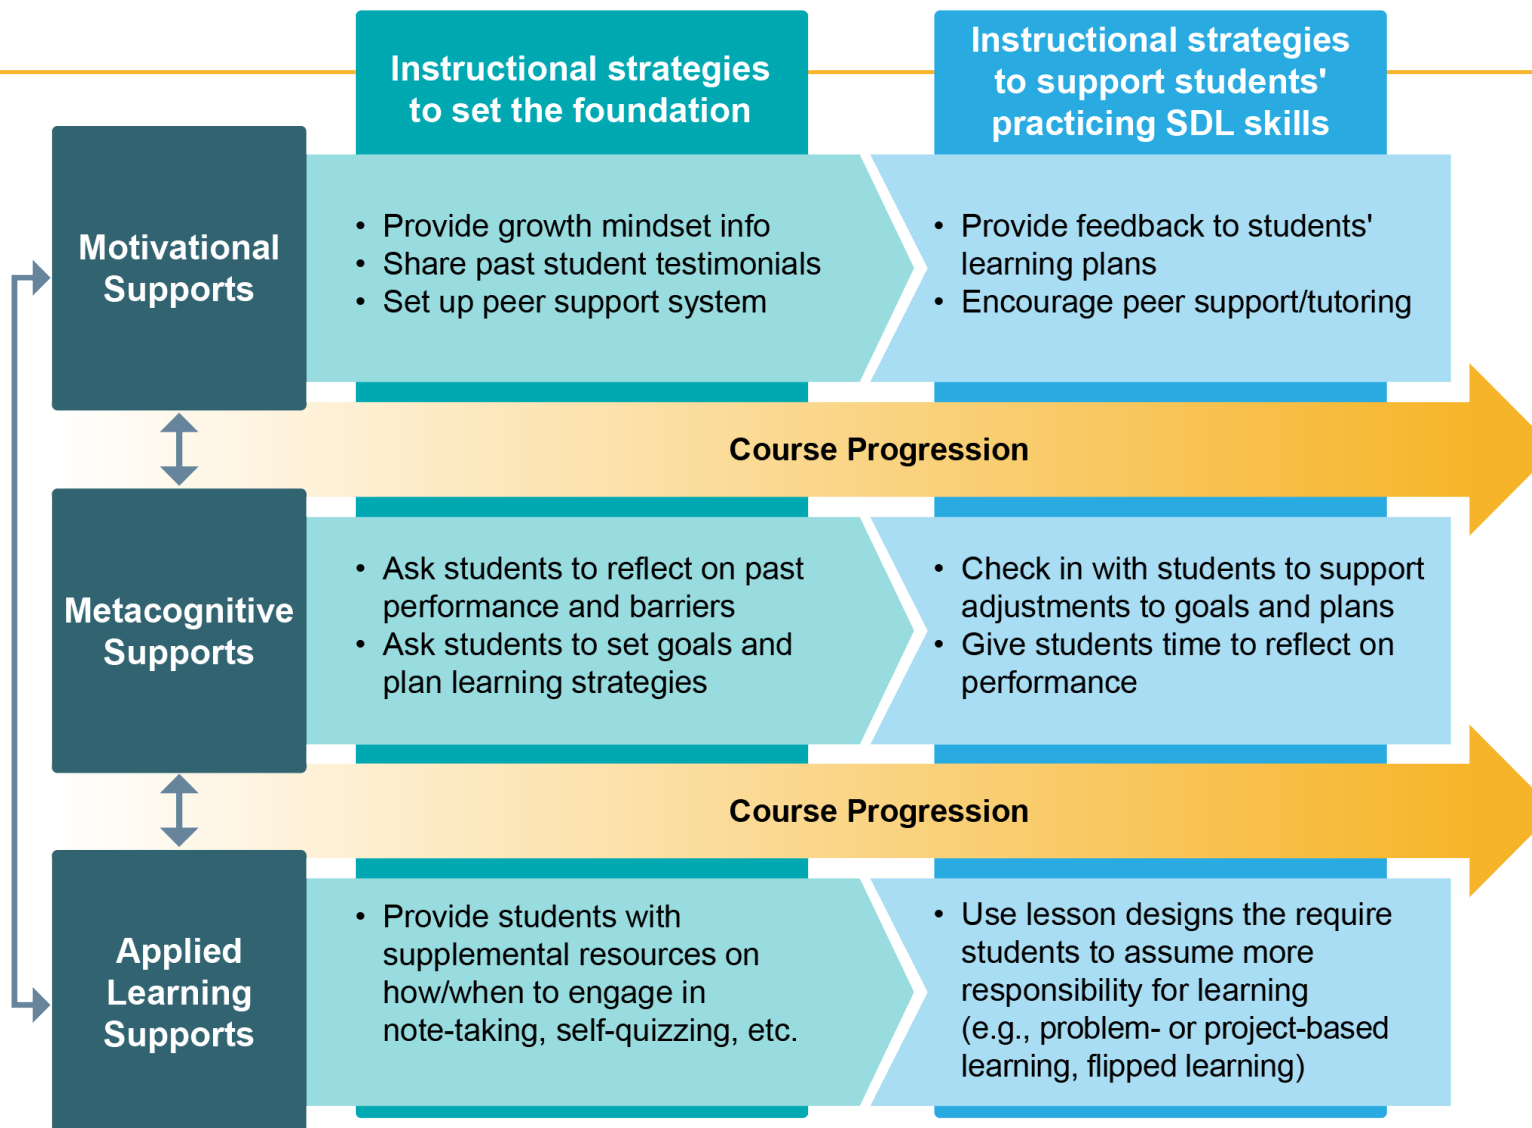 Instructional strategies
to set the foundation
Instructional strategies
to support students'
practicing SDL skills
Motivational
Supports
• Provide growth mindset info
• Share past student testimonials
• Set up peer support system
• Provide feedback to students'
learning plans
• Encourage peer support/tutoring
Course Progression
Metacognitive
Supports
• Ask students to reflect on past
performance and barriers
• Ask students to set goals and
plan learning strategies
• Check in with students to support
adjustments to goals and plans
• Give students time to reflect on
performance
Course Progression
Applied
Learning
Supports
• Provide students with
supplemental resources on
how/when to engage in
note-taking, self-quizzing, etc.
• Use lesson designs the require
students to assume more
responsibility for learning
(e.g., problem- or project-based
learning, flipped learning)